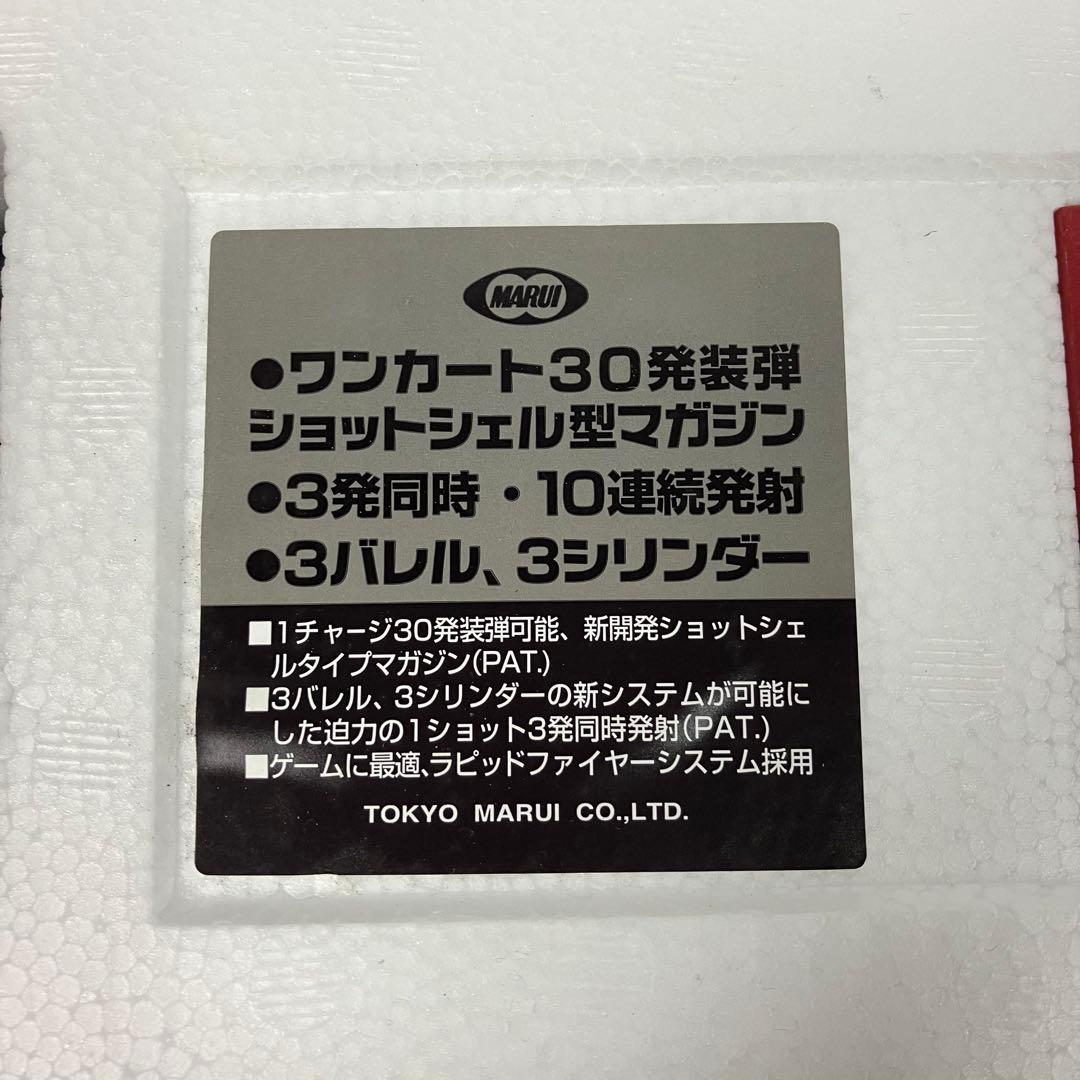 MARUI
●ワンカート30発装弾
ショットシェル型マガジン
●3発同時・10連続発射
●3バレル、3シリンダー
■1チャージ30発装弾可能、新開発ショットシェ
ルタイプマガジン(PAT.)
■3バレル、3シリンダーの新システムが可能に
した迫力の1ショット3発同時発射(PAT.)
■ゲームに最適、ラピッドファイヤーシステム採用
TOKYO MARUI CO.,LTD.